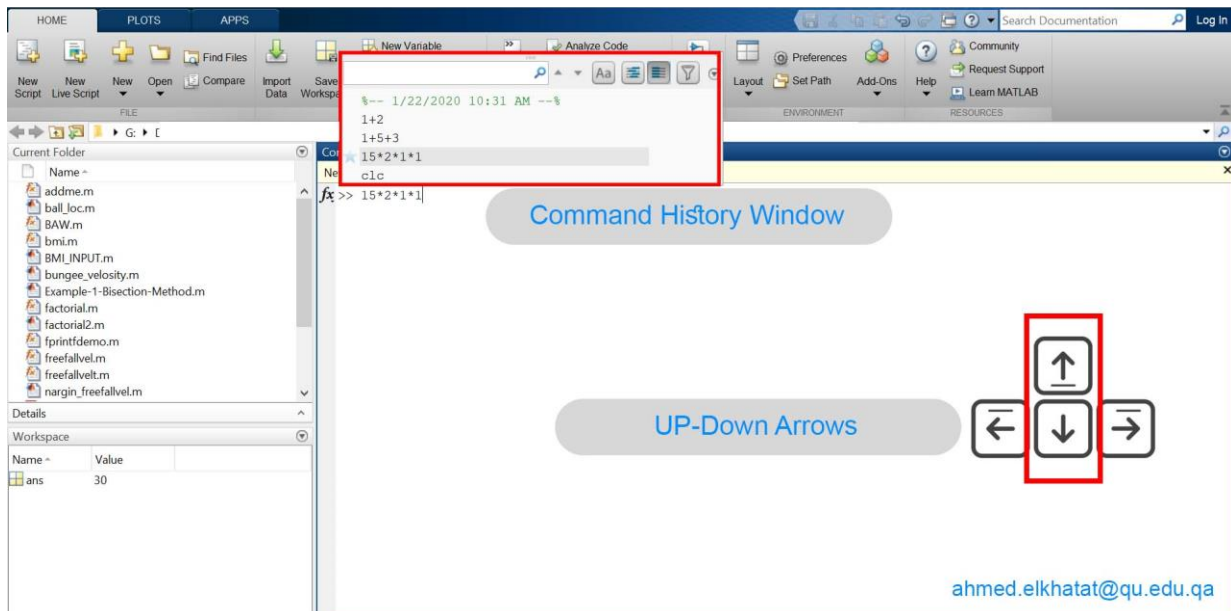 HOME PLOTS APPS
Search Documentation Log In
New Script
New Live Script
New
Open
Find Files
Compare
Import Data
Save Workspa
New Variable
Analyze Code
Layout
Preferences
Set Path
Add-Ons
Help
Community
Request Support
Learn MATLAB
FILE ENVIRONMENT RESOURCES
G: ▸ [
Aa
%-- 1/22/2020 10:31 AM --%
1+2
1+5+3
15*2*1*1
clc
Current Folder
Name
addme.m
ball_loc.m
BAW.m
bmi.m
BMI_INPUT.m
bungee_velosity.m
Example-1-Bisection-Method.m
factorial.m
factorial2.m
fprintfdemo.m
freefallvel.m
freefallvelt.m
nargin_freefallvel.m
Details
Workspace
Name Value
ans 30
Co
Ne
fx >> 15*2*1*1
Command History Window
UP-Down Arrows
ahmed.elkhatat@qu.edu.qa